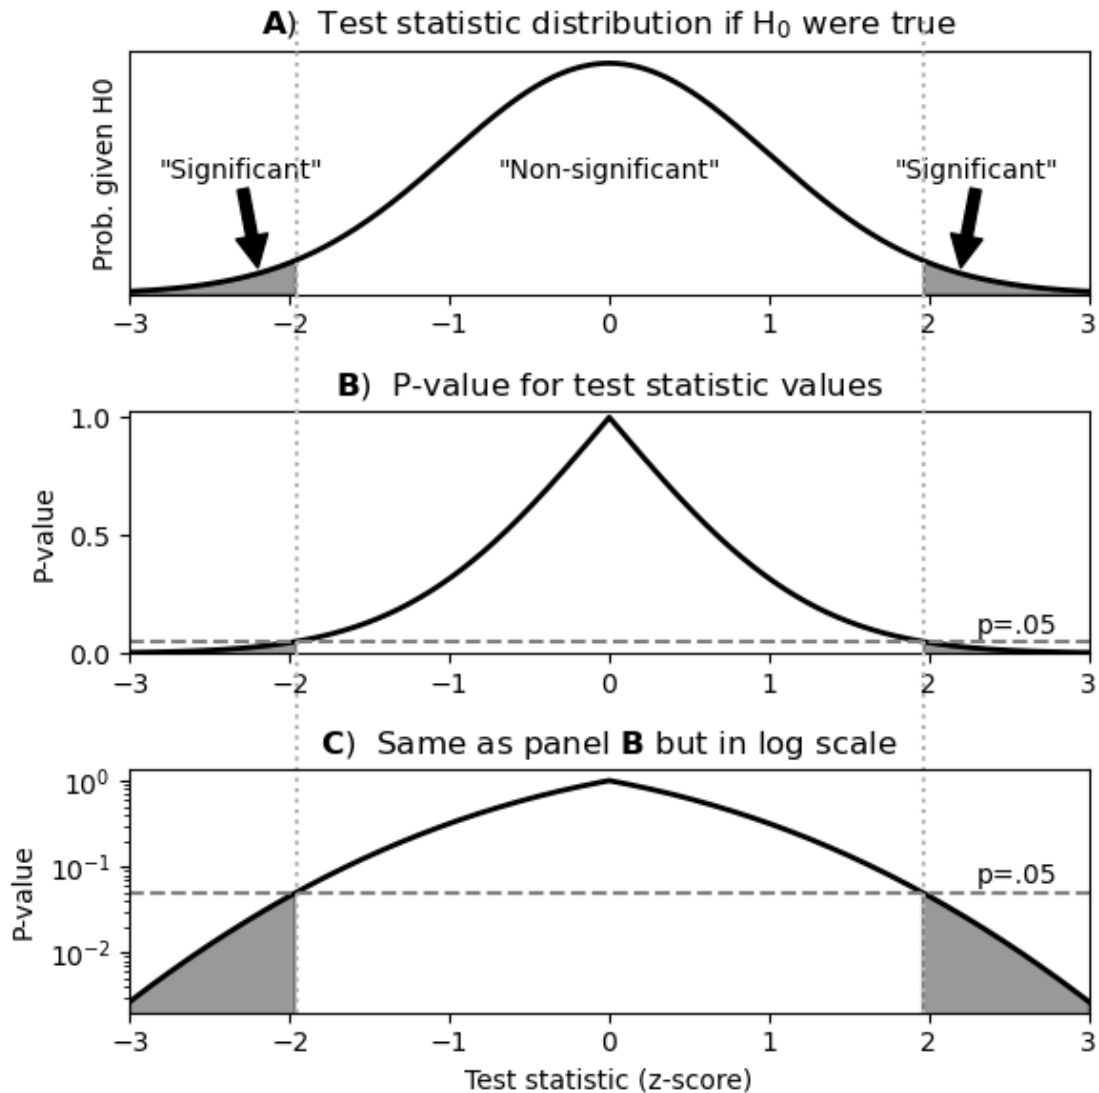 A) Test statistic distribution if H₀ were true
Prob. given H0
"Significant"
"Non-significant"
"Significant"
−3 −2 −1 0 1 2 3
B) P-value for test statistic values
P-value
1.0
0.5
0.0
p=.05
−3 −2 −1 0 1 2 3
C) Same as panel B but in log scale
P-value
10⁰
10⁻¹
10⁻²
p=.05
−3 −2 −1 0 1 2 3
Test statistic (z-score)